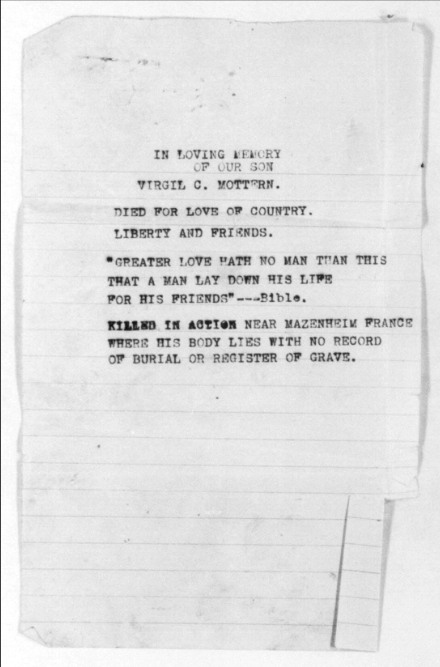 IN LOVING MEMORY
OF OUR SON
VIRGIL C. MOTTERN.
DIED FOR LOVE OF COUNTRY.
LIBERTY AND FRIENDS.
"GREATER LOVE HATH NO MAN THAN THIS
THAT A MAN LAY DOWN HIS LIFE
FOR HIS FRIENDS"---Bible.
KILLED IN ACTION NEAR MAZENHEIM FRANCE
WHERE HIS BODY LIES WITH NO RECORD
OF BURIAL OR REGISTER OF GRAVE.